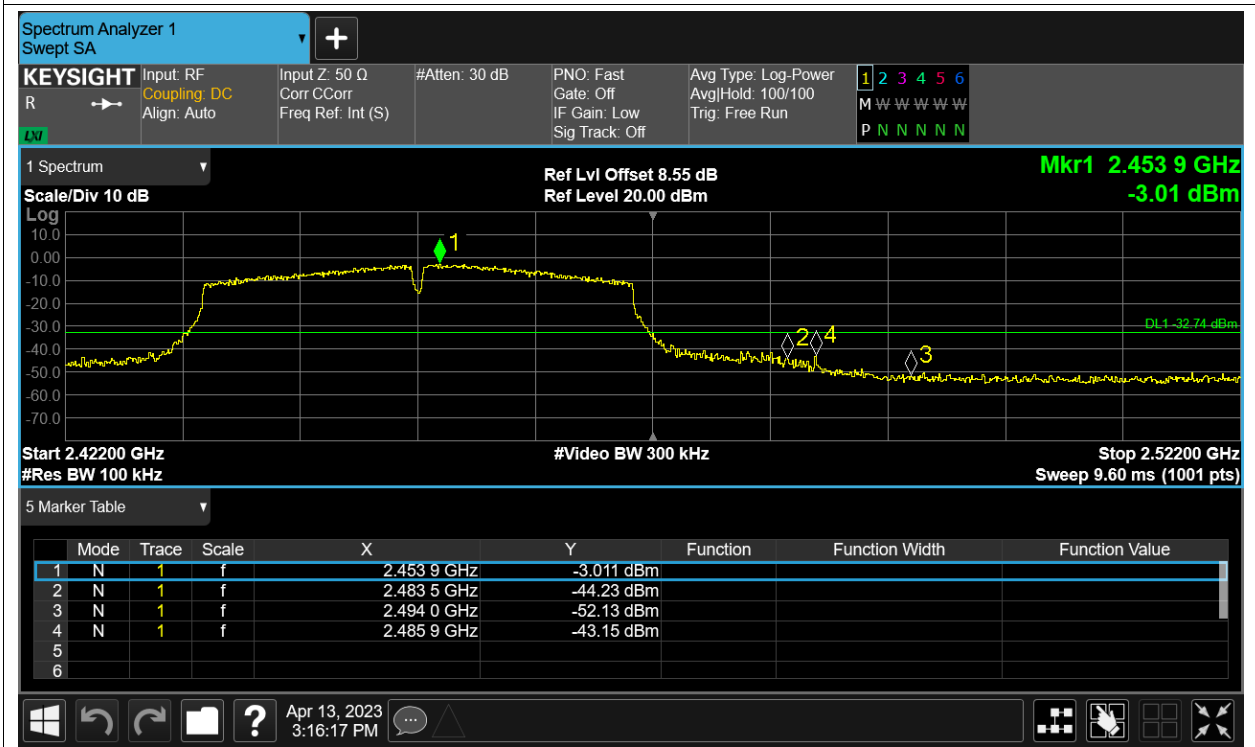 Spectrum Analyzer 1
Swept SA
KEYSIGHT
R
LXI
Input: RF
Coupling: DC
Align: Auto
Input Z: 50 Ω
Corr CCorr
Freq Ref: Int (S)
#Atten: 30 dB
PNO: Fast
Gate: Off
IF Gain: Low
Sig Track: Off
Avg Type: Log-Power
Avg|Hold: 100/100
Trig: Free Run
1 2 3 4 5 6
M W W W W W
P N N N N N
1 Spectrum
Scale/Div 10 dB
Ref Lvl Offset 8.55 dB
Ref Level 20.00 dBm
Mkr1 2.453 9 GHz
-3.01 dBm
Log
10.0
0.00
-10.0
-20.0
-30.0
-40.0
-50.0
-60.0
-70.0
1
2
4
3
DL1 -32.74 dBm
Start 2.42200 GHz
#Video BW 300 kHz
Stop 2.52200 GHz
#Res BW 100 kHz
Sweep 9.60 ms (1001 pts)
5 Marker Table
Mode Trace Scale X Y Function Function Width Function Value
1 N 1 f 2.453 9 GHz -3.011 dBm
2 N 1 f 2.483 5 GHz -44.23 dBm
3 N 1 f 2.494 0 GHz -52.13 dBm
4 N 1 f 2.485 9 GHz -43.15 dBm
5
6
?
Apr 13, 2023
3:16:17 PM